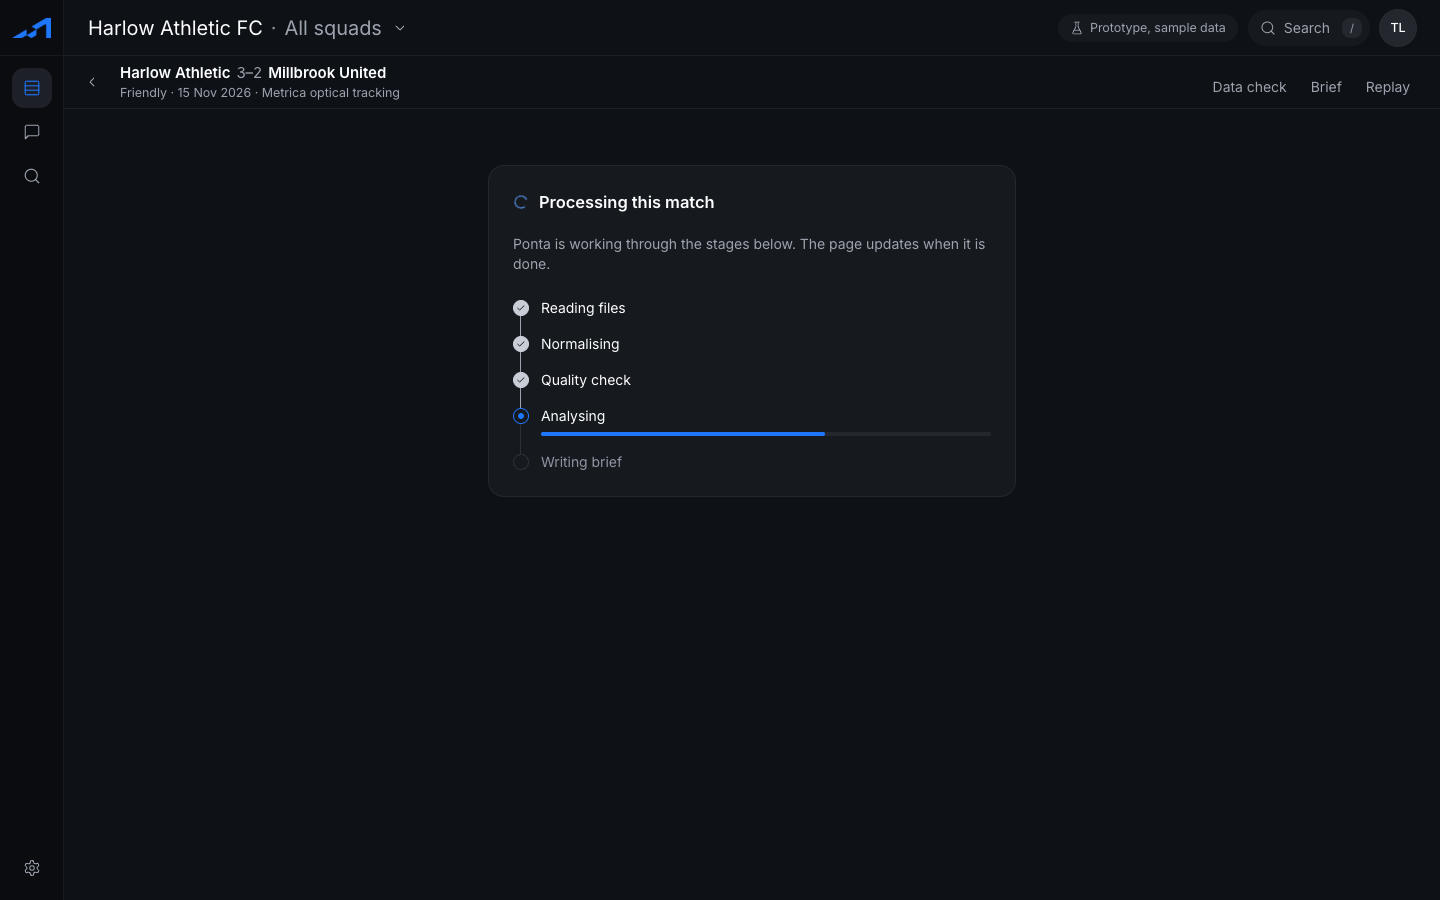 Harlow Athletic FC · All squads
Prototype, sample data
Search /
TL
Harlow Athletic 3–2 Millbrook United
Friendly · 15 Nov 2026 · Metrica optical tracking
Data check
Brief
Replay
Processing this match
Ponta is working through the stages below. The page updates when it is
done.
Reading files
Normalising
Quality check
Analysing
Writing brief